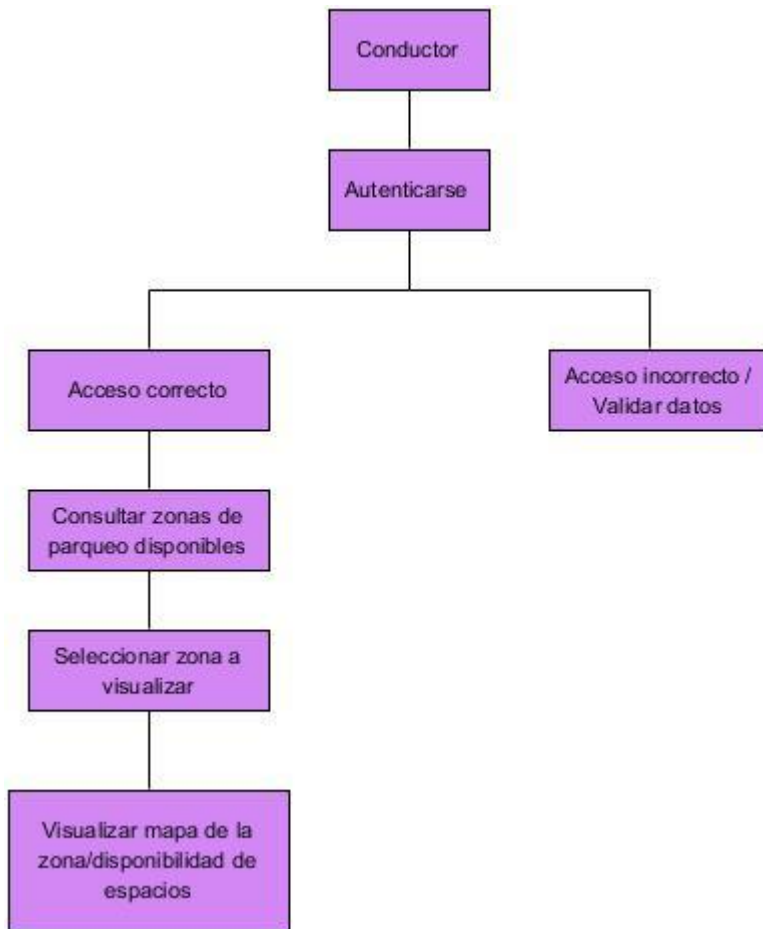 Conductor
Autenticarse
Acceso correcto
Acceso incorrecto /
Validar datos
Consultar zonas de
parqueo disponibles
Seleccionar zona a
visualizar
Visualizar mapa de la
zona/disponibilidad de
espacios